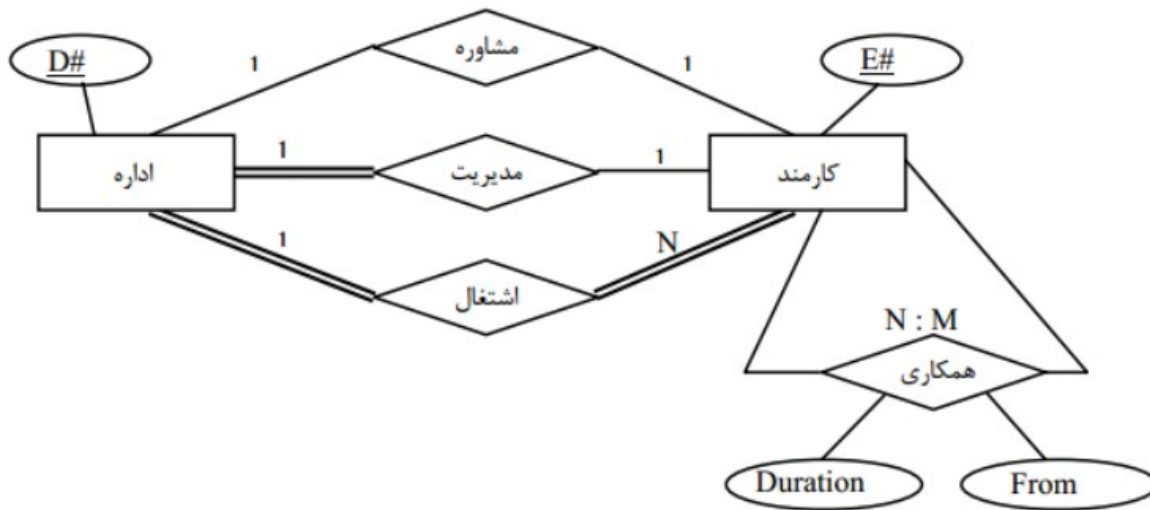 مشاوره
D#
E#
1
1
اداره
1
مدیریت
1
کارمند
1
اشتغال
N
N : M
همکاری
Duration
From